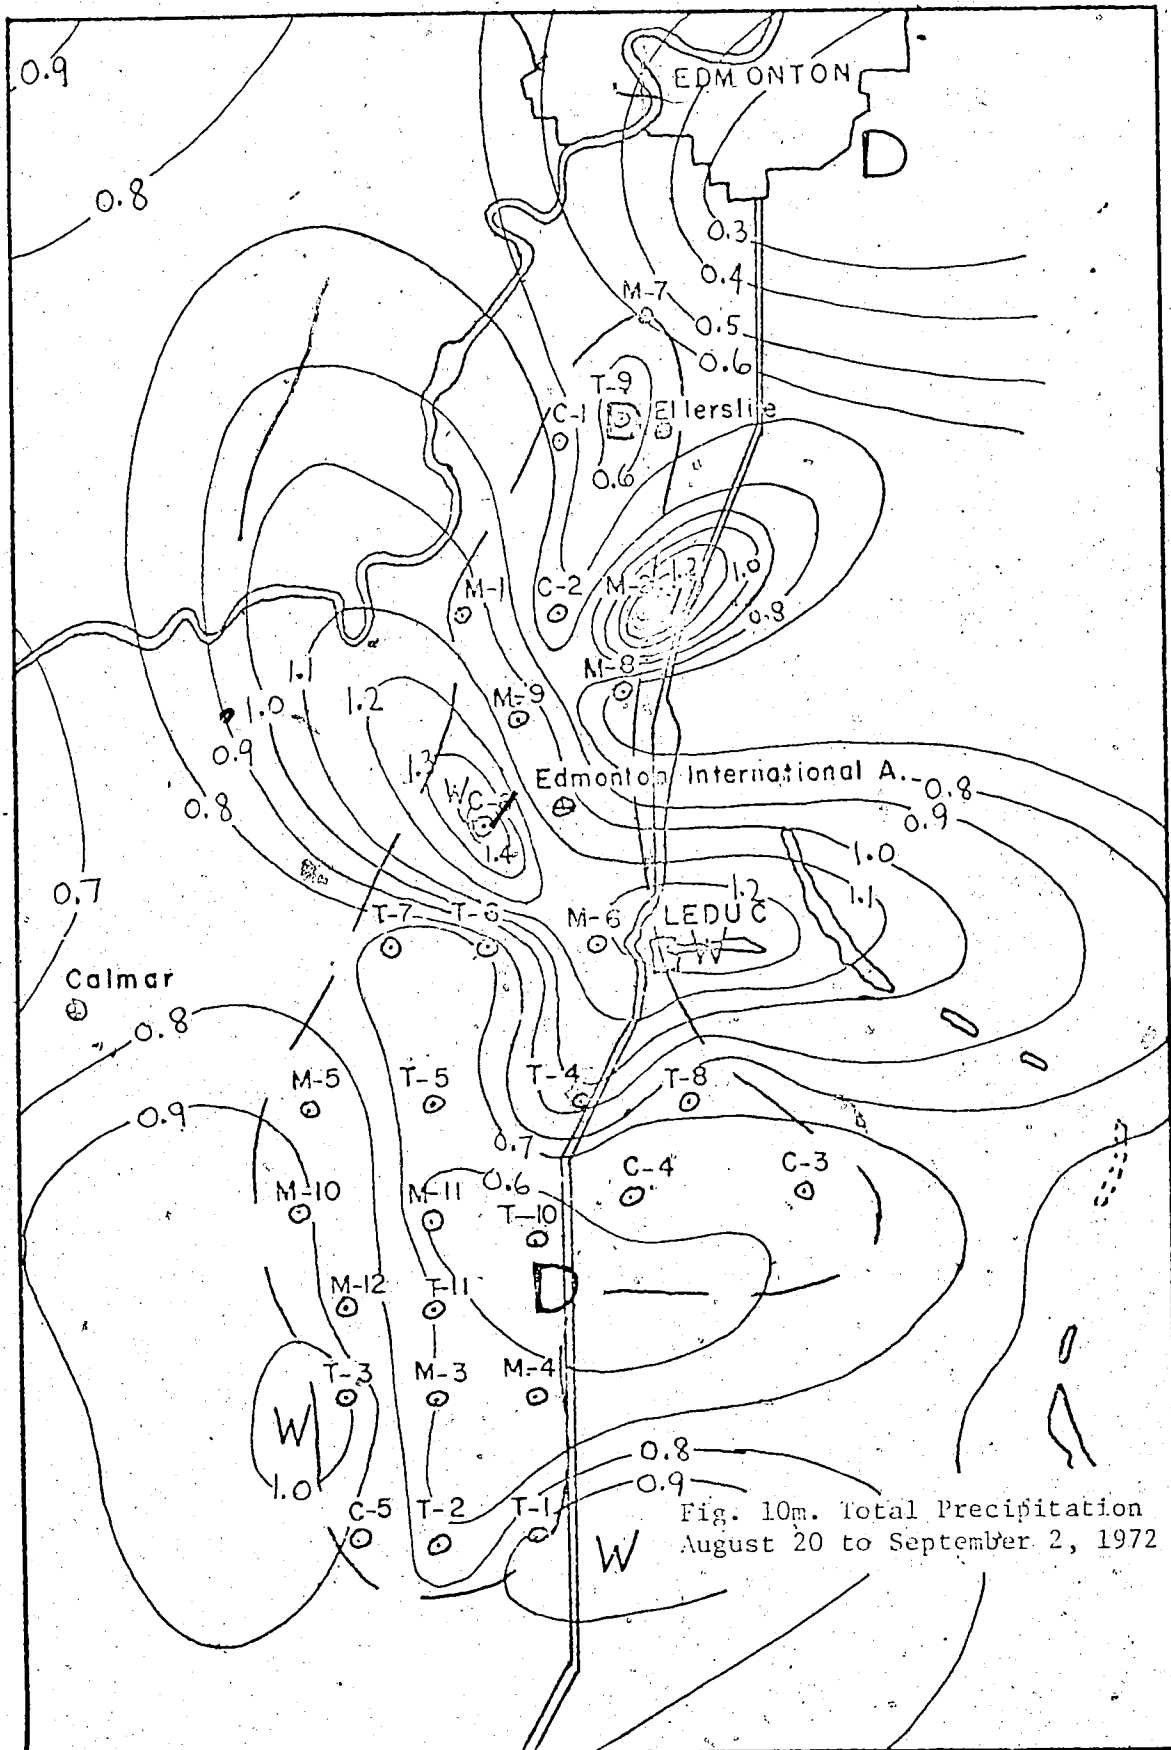 0.9
EDMONTON
D
0.8
0.3
0.4
M-7
0.5
0.6
T-9
D
C-1
Ellerslie
0.6
1.2
1.0
M-1
C-2
0.8
M-8
1.1
1.2
1.0
M-9
0.9
1.3
Edmonton International A.
0.8
W
0.8
0.9
1.4
1.0
0.7
1.2
1.1
T-7
T-6
M-6
LEDUC
W
Calmar
0.8
M-5
T-5
T-4
T-8
0.9
0.7
C-4
C-3
M-10
M-11
0.6
T-10
D
M-12
T-11
T-3
M-3
M-4
W
0.8
1.0
0.9
C-5
T-2
T-1
W
Fig. 10m. Total Precipitation
August 20 to September 2, 1972